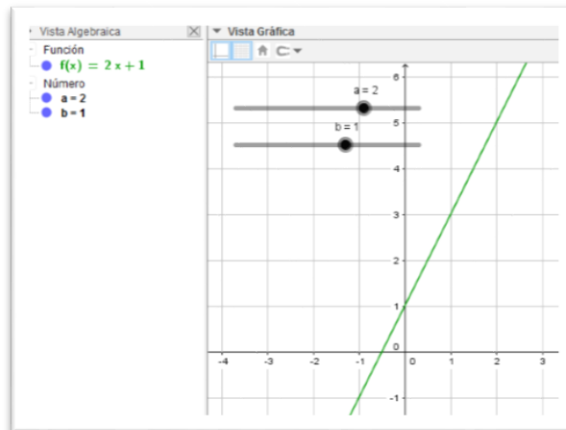 Vista Algebraica
Función
f(x) = 2 x + 1
Número
a = 2
b = 1
Vista Gráfica
a = 2
b = 1
6
5
4
3
2
1
0
-4 -3 -2 -1 0 1 2 3
-1